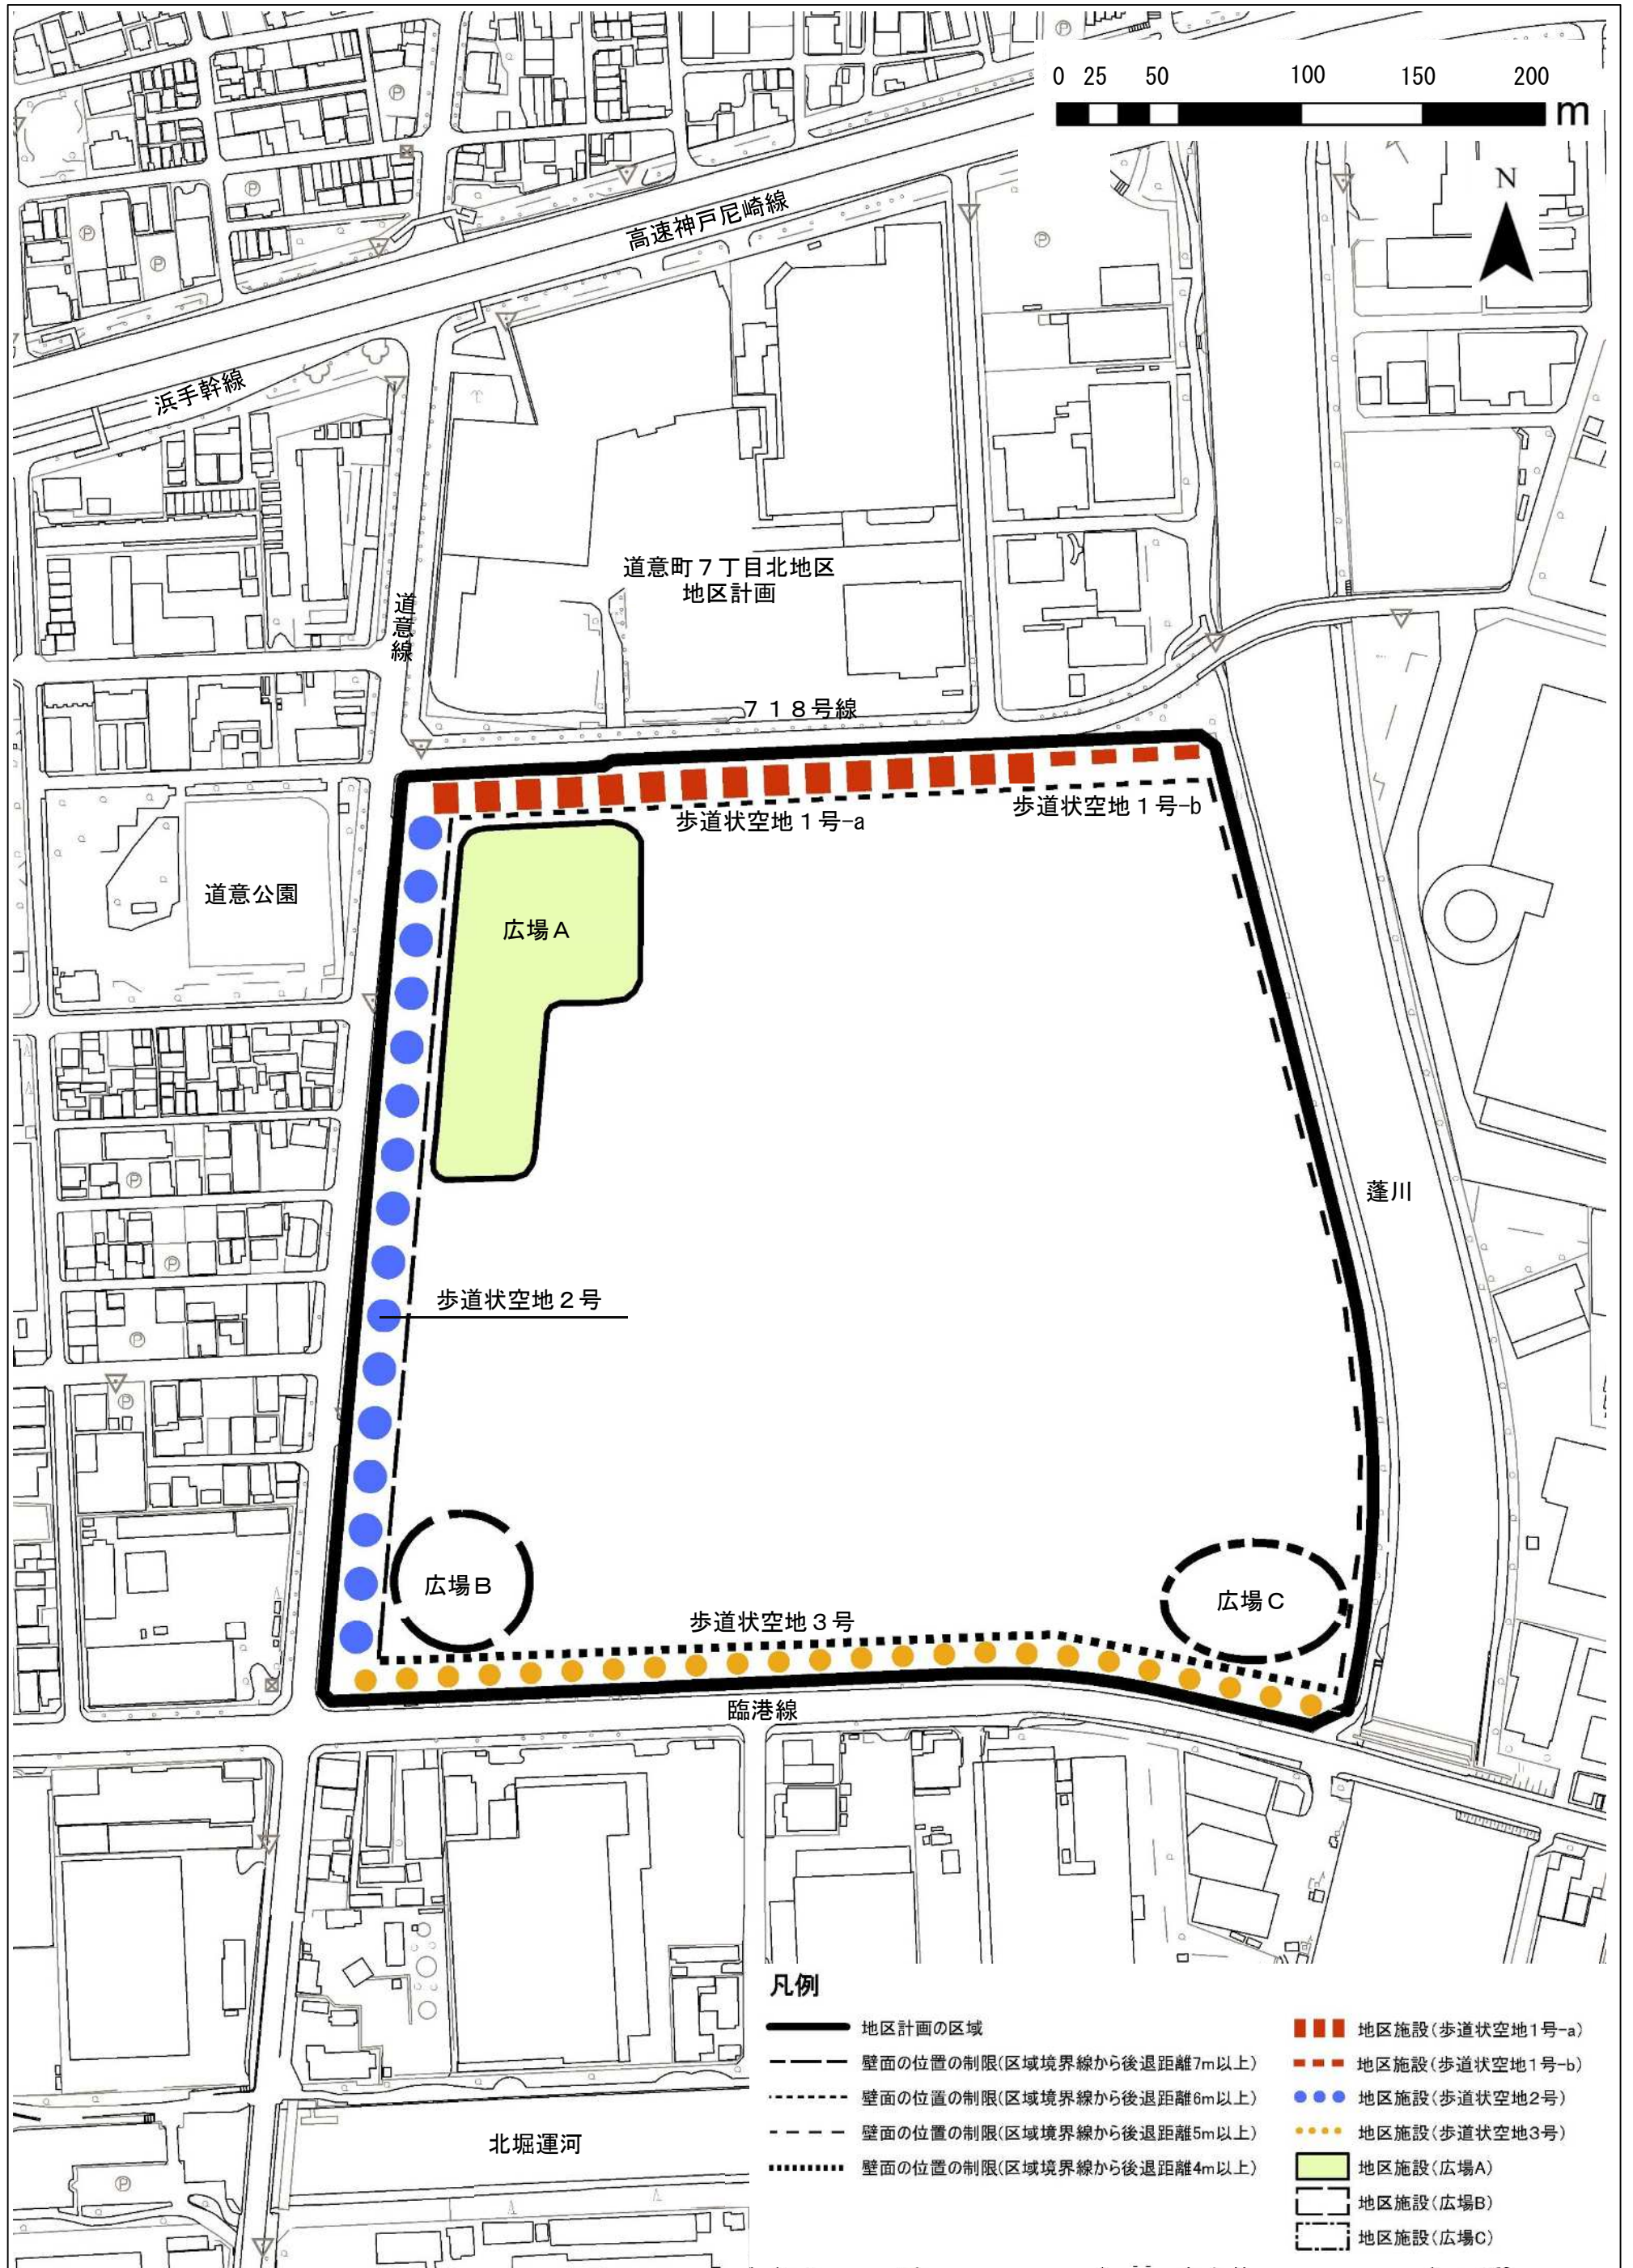 0 25 50 100 150 200
m
N
高速神戸尼崎線
浜手幹線
道意町７丁目北地区
地区計画
道意線
７１８号線
歩道状空地１号-a
歩道状空地１号-b
道意公園
広場Ａ
蓬川
歩道状空地２号
広場Ｂ
広場Ｃ
歩道状空地３号
臨港線
北堀運河
凡例
地区計画の区域
壁面の位置の制限(区域境界線から後退距離7m以上)
壁面の位置の制限(区域境界線から後退距離6m以上)
壁面の位置の制限(区域境界線から後退距離5m以上)
壁面の位置の制限(区域境界線から後退距離4m以上)
地区施設(歩道状空地1号-a)
地区施設(歩道状空地1号-b)
地区施設(歩道状空地2号)
地区施設(歩道状空地3号)
地区施設(広場A)
地区施設(広場B)
地区施設(広場C)